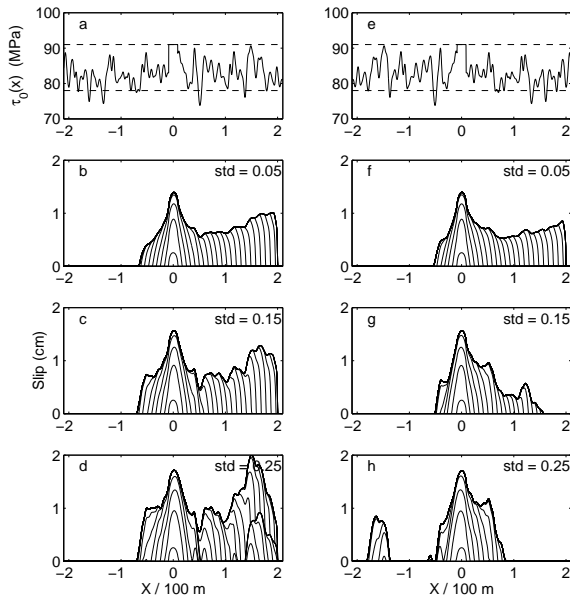 a
e
100
90
80
70
τ0(x) (MPa)
−2 −1 0 1 2
100
90
80
70
−2 −1 0 1 2
b
std = 0.05
2
1
0
−2 −1 0 1 2
f
std = 0.05
2
1
0
−2 −1 0 1 2
c
std = 0.15
2
1
0
Slip (cm)
−2 −1 0 1 2
g
std = 0.15
2
1
0
−2 −1 0 1 2
d
std = 0.25
2
1
0
−2 −1 0 1 2
X / 100 m
h
std = 0.25
2
1
0
−2 −1 0 1 2
X / 100 m